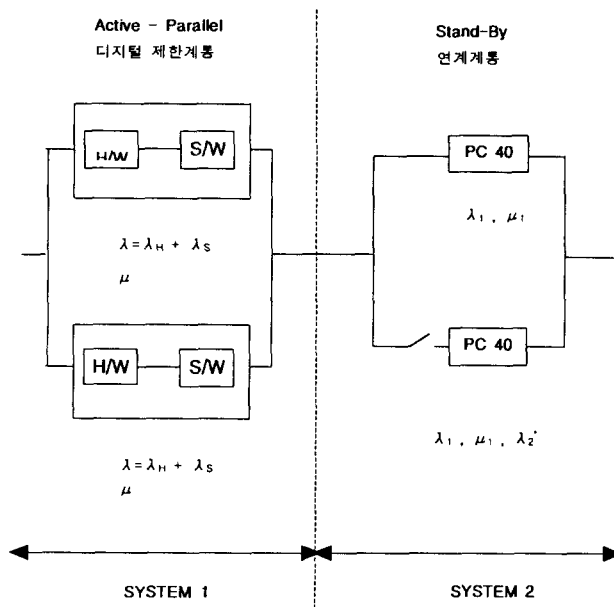 Active - Parallel
디지털 제한계통
Stand-By
연계계통
H/W
S/W
λ=λH + λS
μ
H/W
S/W
λ=λH + λS
μ
PC 40
λ1 , μ1
PC 40
λ1 , μ1 , λ2*
SYSTEM 1
SYSTEM 2